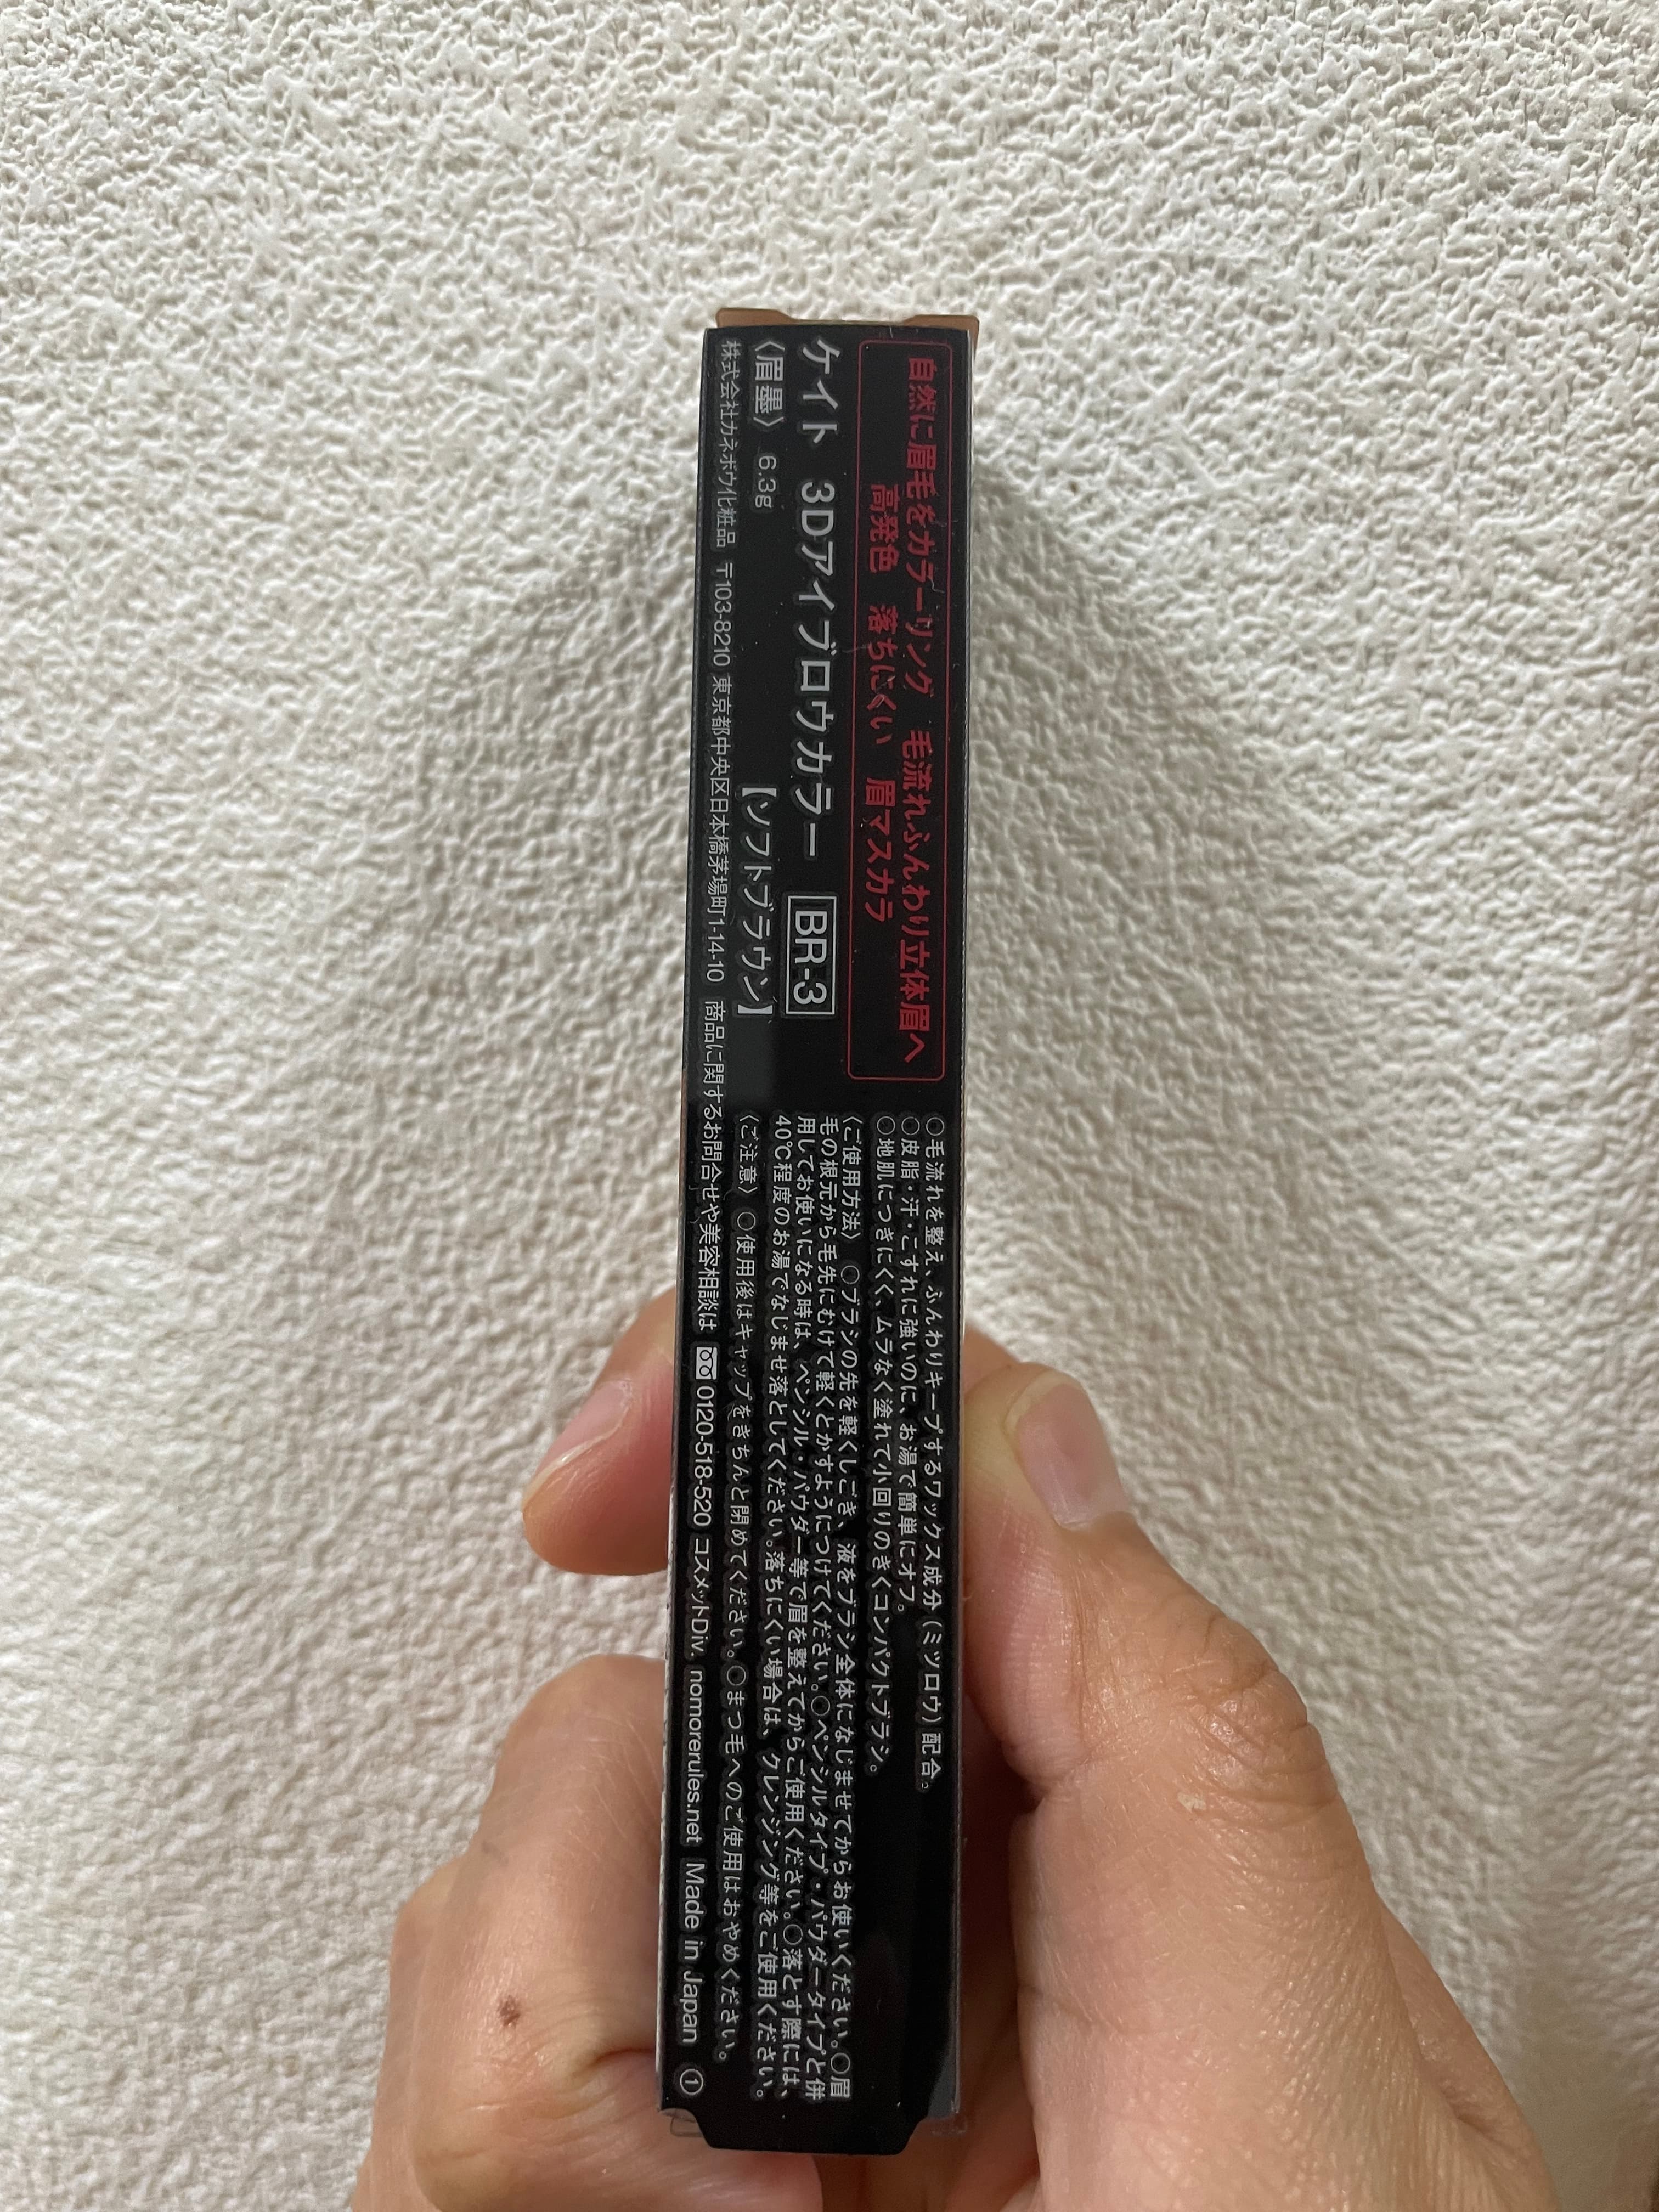 自然に眉毛をカラーリング 毛流れふんわり立体眉へ
高発色 落ちにくい 眉マスカラ
ケイト 3Dアイブロウカラー BR-3
〈眉墨〉 6.3g 【ソフトブラウン】
○毛流れを整え、ふんわりキープするワックス成分(ミツロウ)配合。
○皮脂・汗・こすれに強いのに、お湯で簡単にオフ。
○地肌につきにくく、ムラなく塗れて小回りのきくコンパクトブラシ。
〈ご使用方法〉 ○ブラシの先を軽くしごき、液をブラシ全体になじませてからお使いください。○眉
毛の根元から毛先にむけて軽くとかすようにつけてください。○ペンシルタイプ・パウダータイプと併
用してお使いになる時は、ペンシル・パウダー等で眉を整えてからご使用ください。○落とす際には、
40℃程度のお湯でなじませ落としてください。落ちにくい場合は、クレンジング等をご使用ください。
〈ご注意〉 ○使用後はキャップをきちんと閉めてください。○まつ毛へのご使用はおやめください。
株式会社カネボウ化粧品 〒103-8210 東京都中央区日本橋茅場町1-14-10 商品に関するお問合せや美容相談は 0120-518-520 コスメットDiv. nomorerules.net Made in Japan ①